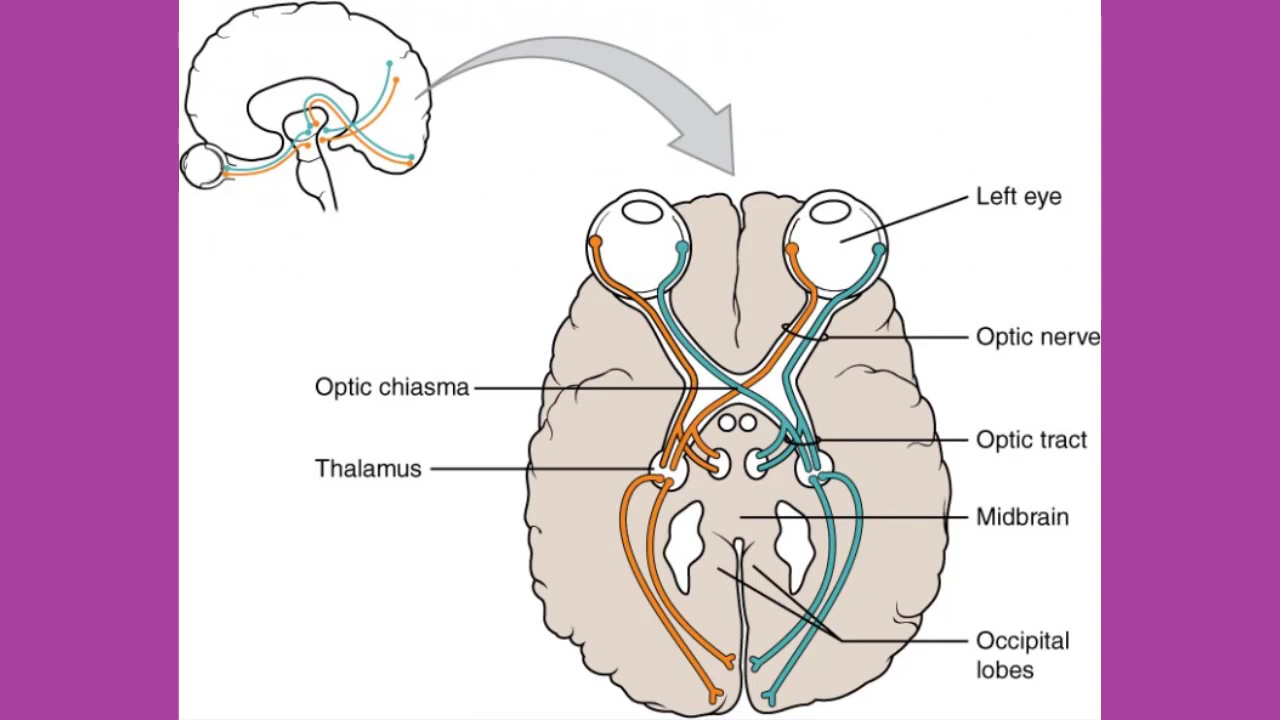 Left eye
Optic nerve
Optic chiasma
Optic tract
Thalamus
Midbrain
Occipital
lobes